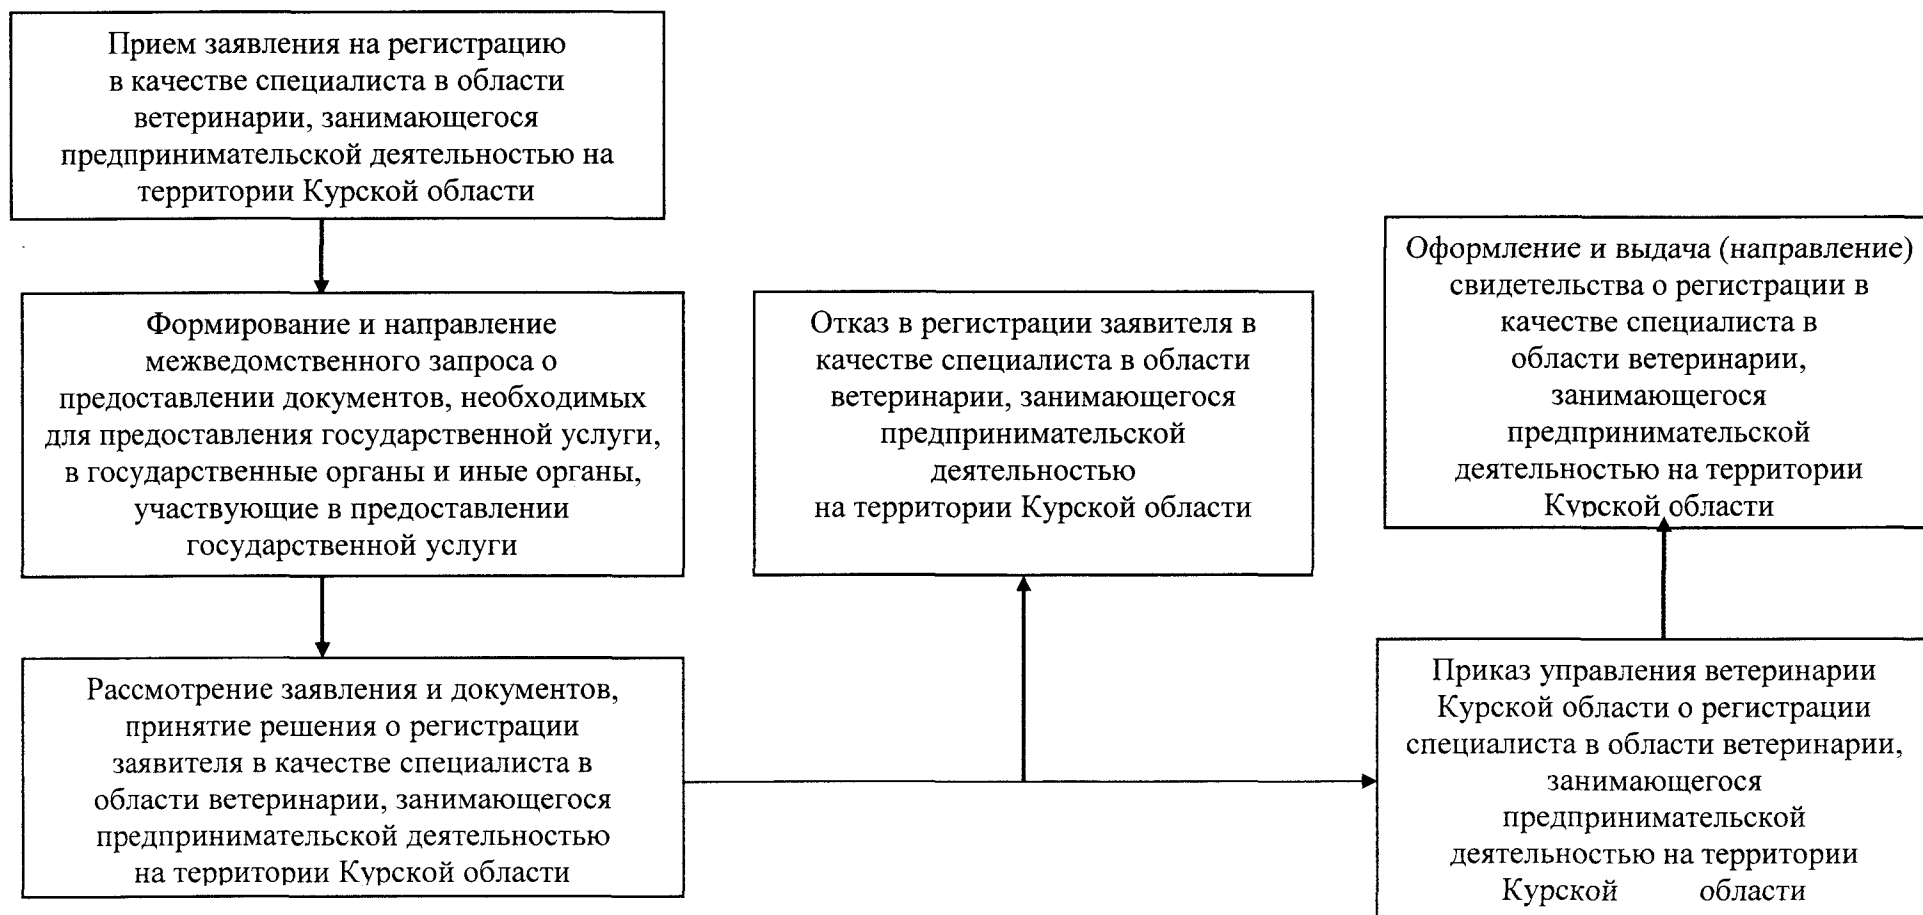 Прием заявления на регистрацию
в качестве специалиста в области
ветеринарии, занимающегося
предпринимательской деятельностью на
территории Курской области
Формирование и направление
межведомственного запроса о
предоставлении документов, необходимых
для предоставления государственной услуги,
в государственные органы и иные органы,
участвующие в предоставлении
государственной услуги
Рассмотрение заявления и документов,
принятие решения о регистрации
заявителя в качестве специалиста в
области ветеринарии, занимающегося
предпринимательской деятельностью
на территории Курской области
Отказ в регистрации заявителя в
качестве специалиста в области
ветеринарии, занимающегося
предпринимательской
деятельностью
на территории Курской области
Приказ управления ветеринарии
Курской области о регистрации
специалиста в области ветеринарии,
занимающегося
предпринимательской
деятельностью на территории
Курской области
Оформление и выдача (направление)
свидетельства о регистрации в
качестве специалиста в
области ветеринарии,
занимающегося
предпринимательской
деятельностью на территории
Курской области